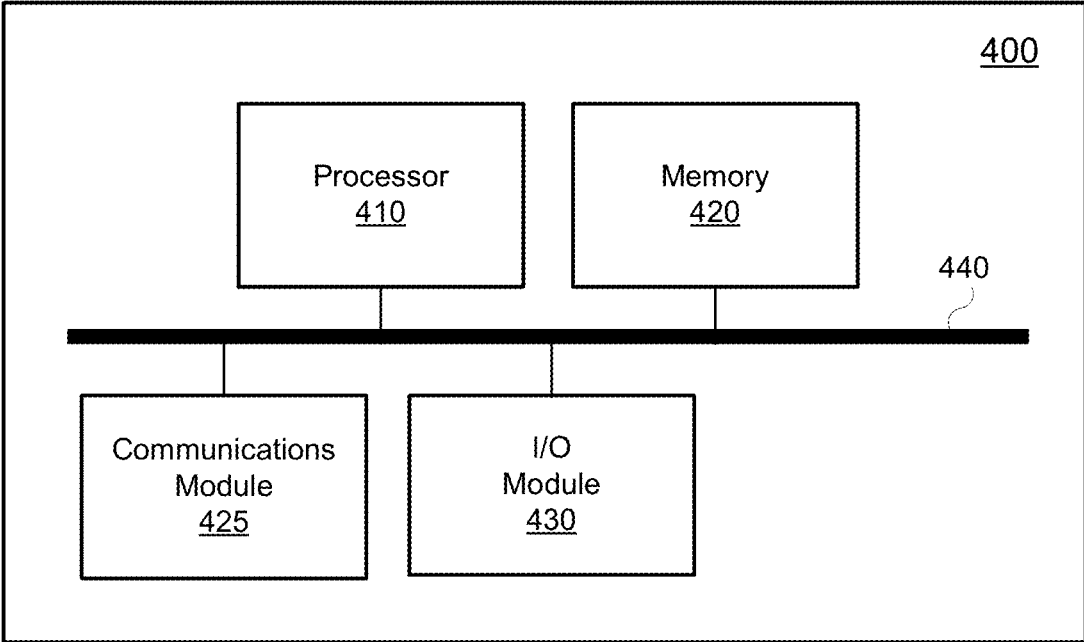 400
Processor
410
Memory
420
440
Communications
Module
425
I/O
Module
430